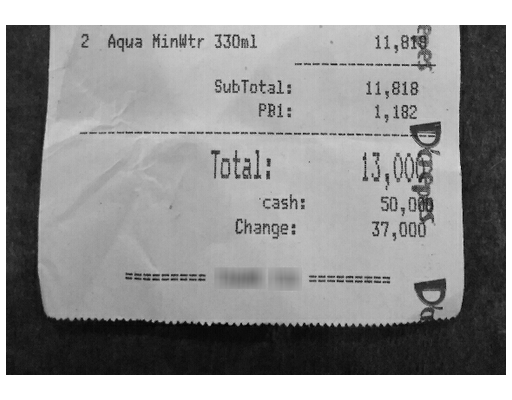 2 Aqua MinWtr 330ml 11,818
SubTotal: 11,818
PB1: 1,182
Total: 13,000
cash: 50,000
Change: 37,000